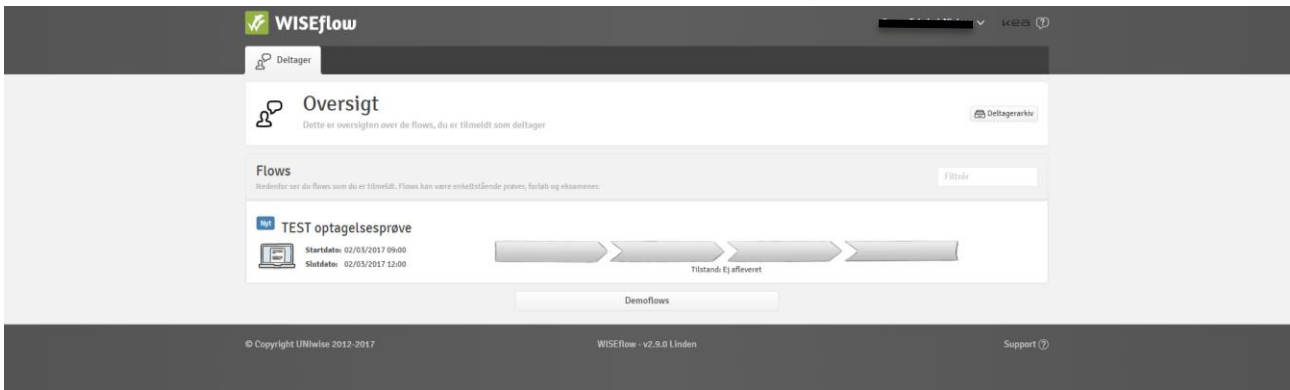 WISEflow
kea
Deltager
Oversigt
Dette er oversigten over de flows, du er tilmeldt som deltager
Deltagerarkiv
Flows
Nedenfor ser du flows som du er tilmeldt. Flows kan være enkeltstående prøver, forløb og eksamener.
Filtrér
Nyt TEST optagelsesprøve
Startdato: 02/03/2017 09:00
Slutdato: 02/03/2017 12:00
Tilstand: Ej afleveret
Demoflows
© Copyright UNIwise 2012-2017
WISEflow - v2.9.0 Linden
Support